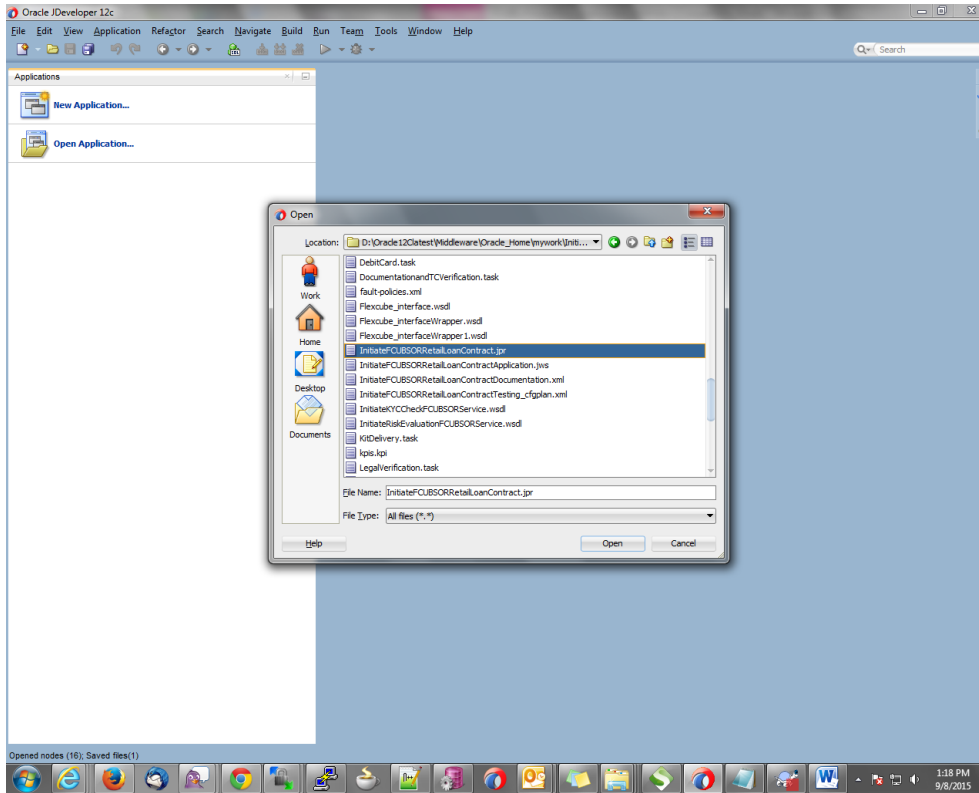 Oracle JDeveloper 12c
File Edit View Application Refactor Search Navigate Build Run Team Tools Window Help
Search
Applications
New Application...
Open Application...
Open
Location: D:\Oracle12Clatest\Middleware\Oracle_Home\mywork\Initi...
Work
Home
Desktop
Documents
DebitCard.task
DocumentationandTCVerification.task
fault-policies.xml
Flexcube_interface.wsdl
Flexcube_interfaceWrapper.wsdl
Flexcube_interfaceWrapper1.wsdl
InitiateFCUBSORRetailLoanContract.jpr
InitiateFCUBSORRetailLoanContractApplication.jws
InitiateFCUBSORRetailLoanContractDocumentation.xml
InitiateFCUBSORRetailLoanContractTesting_cfgplan.xml
InitiateKYCCheckFCUBSORService.wsdl
InitiateRiskEvaluationFCUBSORService.wsdl
KitDelivery.task
kpis.kpi
LegalVerification.task
File Name: InitiateFCUBSORRetailLoanContract.jpr
File Type: All files (*.*)
Help Open Cancel
Opened nodes (16); Saved files(1)
1:18 PM
9/8/2015